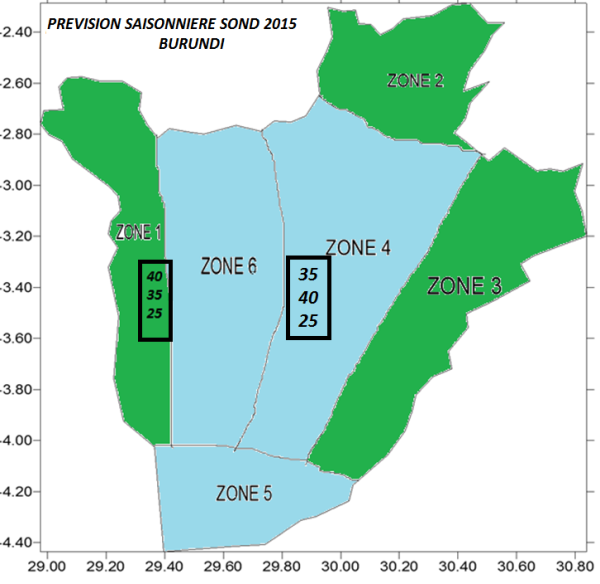 PREVISION SAISONNIERE SOND 2015
BURUNDI
-2.40
-2.60
ZONE 2
-2.80
-3.00
-3.20
ZONE 1
ZONE 6
ZONE 4
ZONE 3
40
35
25
35
40
25
-3.40
-3.60
-3.80
-4.00
-4.20
ZONE 5
-4.40
29.00 29.20 29.40 29.60 29.80 30.00 30.20 30.40 30.60 30.80